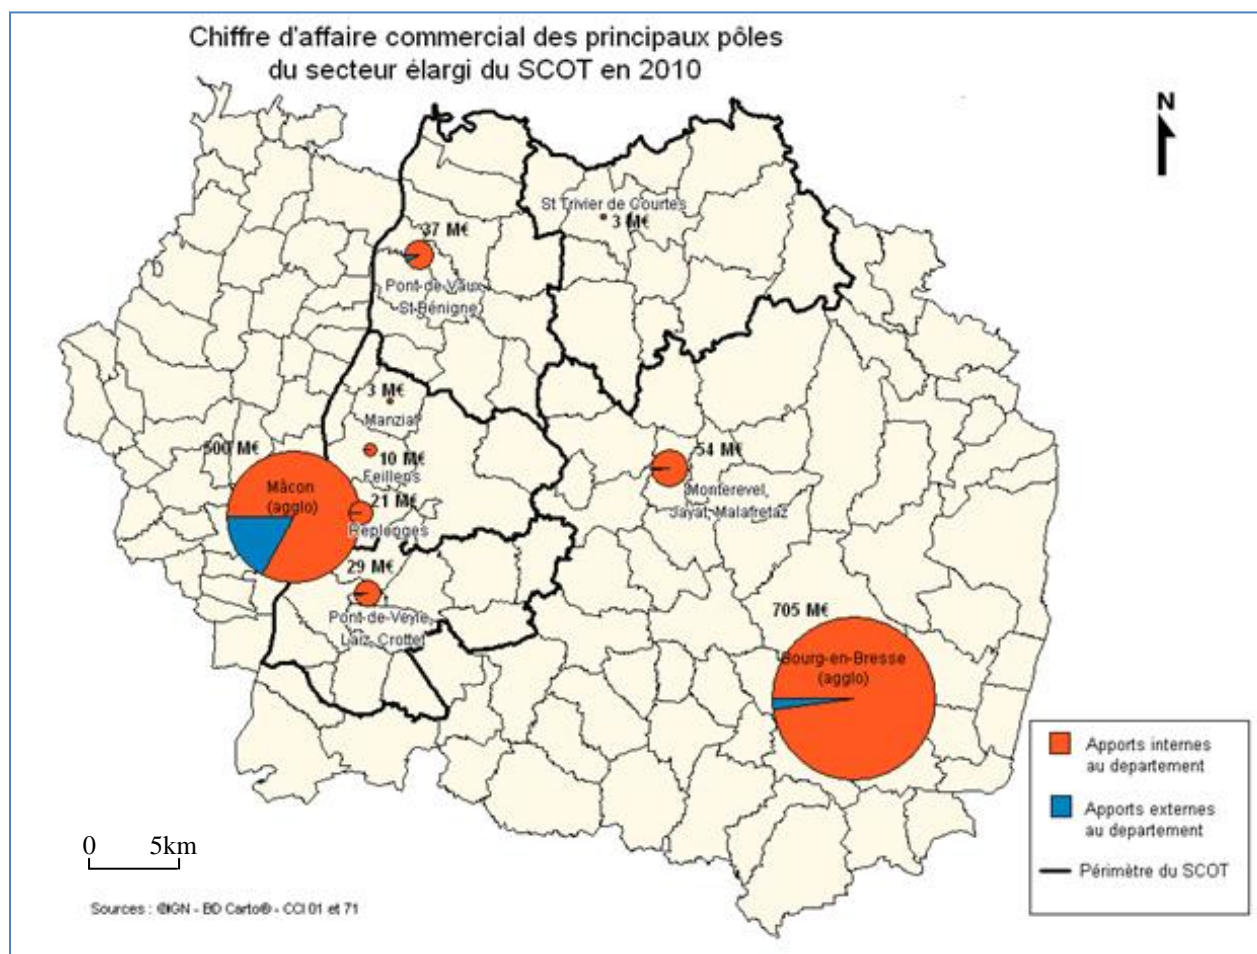 Chiffre d'affaire commercial des principaux pôles
du secteur élargi du SCOT en 2010
N
St Trivier de Courtes
3 M€
37 M€
Pont-de-Vaux
St-Bénigne
3 M€
Manziat
500 M€
10 M€
Feillens
Mâcon
(agglo)
21 M€
Replonges
54 M€
Monterevel,
Jayat, Malafretaz
29 M€
Pont-de-Veyle,
Laiz, Crottet
705 M€
Bourg-en-Bresse
(agglo)
Apports internes
au departement
Apports externes
au departement
Périmètre du SCOT
0 5km
Sources : @IGN - BD Carto® - CCI 01 et 71